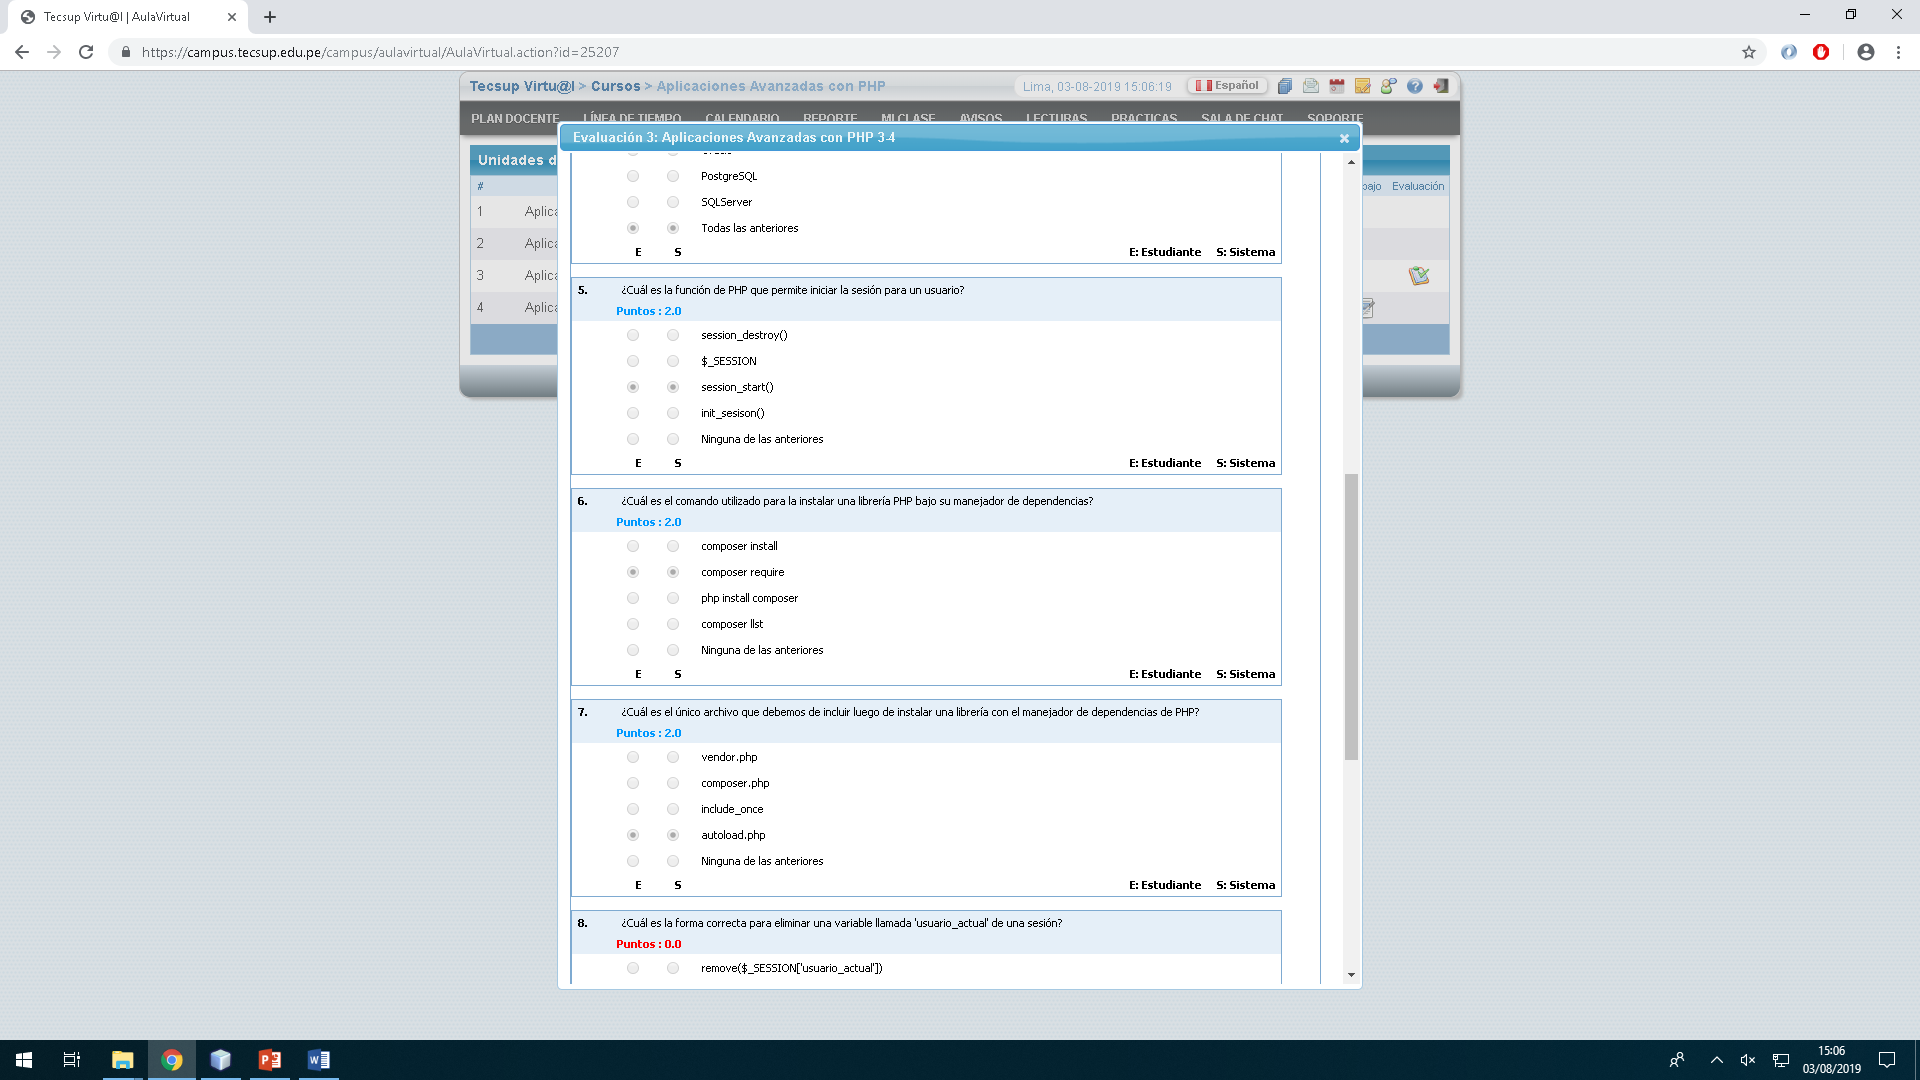 Tecsup Virtu@l | AulaVirtual
https://campus.tecsup.edu.pe/campus/aulavirtual/AulaVirtual.action?id=25207
Tecsup Virtu@l > Cursos > Aplicaciones Avanzadas con PHP
Lima, 03-08-2019 15:06:19
Español
PLAN DOCENTE LÍNEA DE TIEMPO CALENDARIO REPORTE MI CLASE AVISOS LECTURAS PRACTICAS SALA DE CHAT SOPORTE
Evaluación 3: Aplicaciones Avanzadas con PHP 3-4
Unidades d
# bajo Evaluación
1 Aplica
2 Aplica
3 Aplica
4 Aplica
PostgreSQL
SQLServer
Todas las anteriores
E S E: Estudiante S: Sistema
5. ¿Cuál es la función de PHP que permite iniciar la sesión para un usuario?
Puntos : 2.0
session_destroy()
$_SESSION
session_start()
init_sesison()
Ninguna de las anteriores
E S E: Estudiante S: Sistema
6. ¿Cuál es el comando utilizado para la instalar una librería PHP bajo su manejador de dependencias?
Puntos : 2.0
composer install
composer require
php install composer
composer llst
Ninguna de las anteriores
E S E: Estudiante S: Sistema
7. ¿Cuál es el único archivo que debemos de incluir luego de instalar una librería con el manejador de dependencias de PHP?
Puntos : 2.0
vendor.php
composer.php
include_once
autoload.php
Ninguna de las anteriores
E S E: Estudiante S: Sistema
8. ¿Cuál es la forma correcta para eliminar una variable llamada 'usuario_actual' de una sesión?
Puntos : 0.0
remove($_SESSION['usuario_actual'])
15:06
03/08/2019